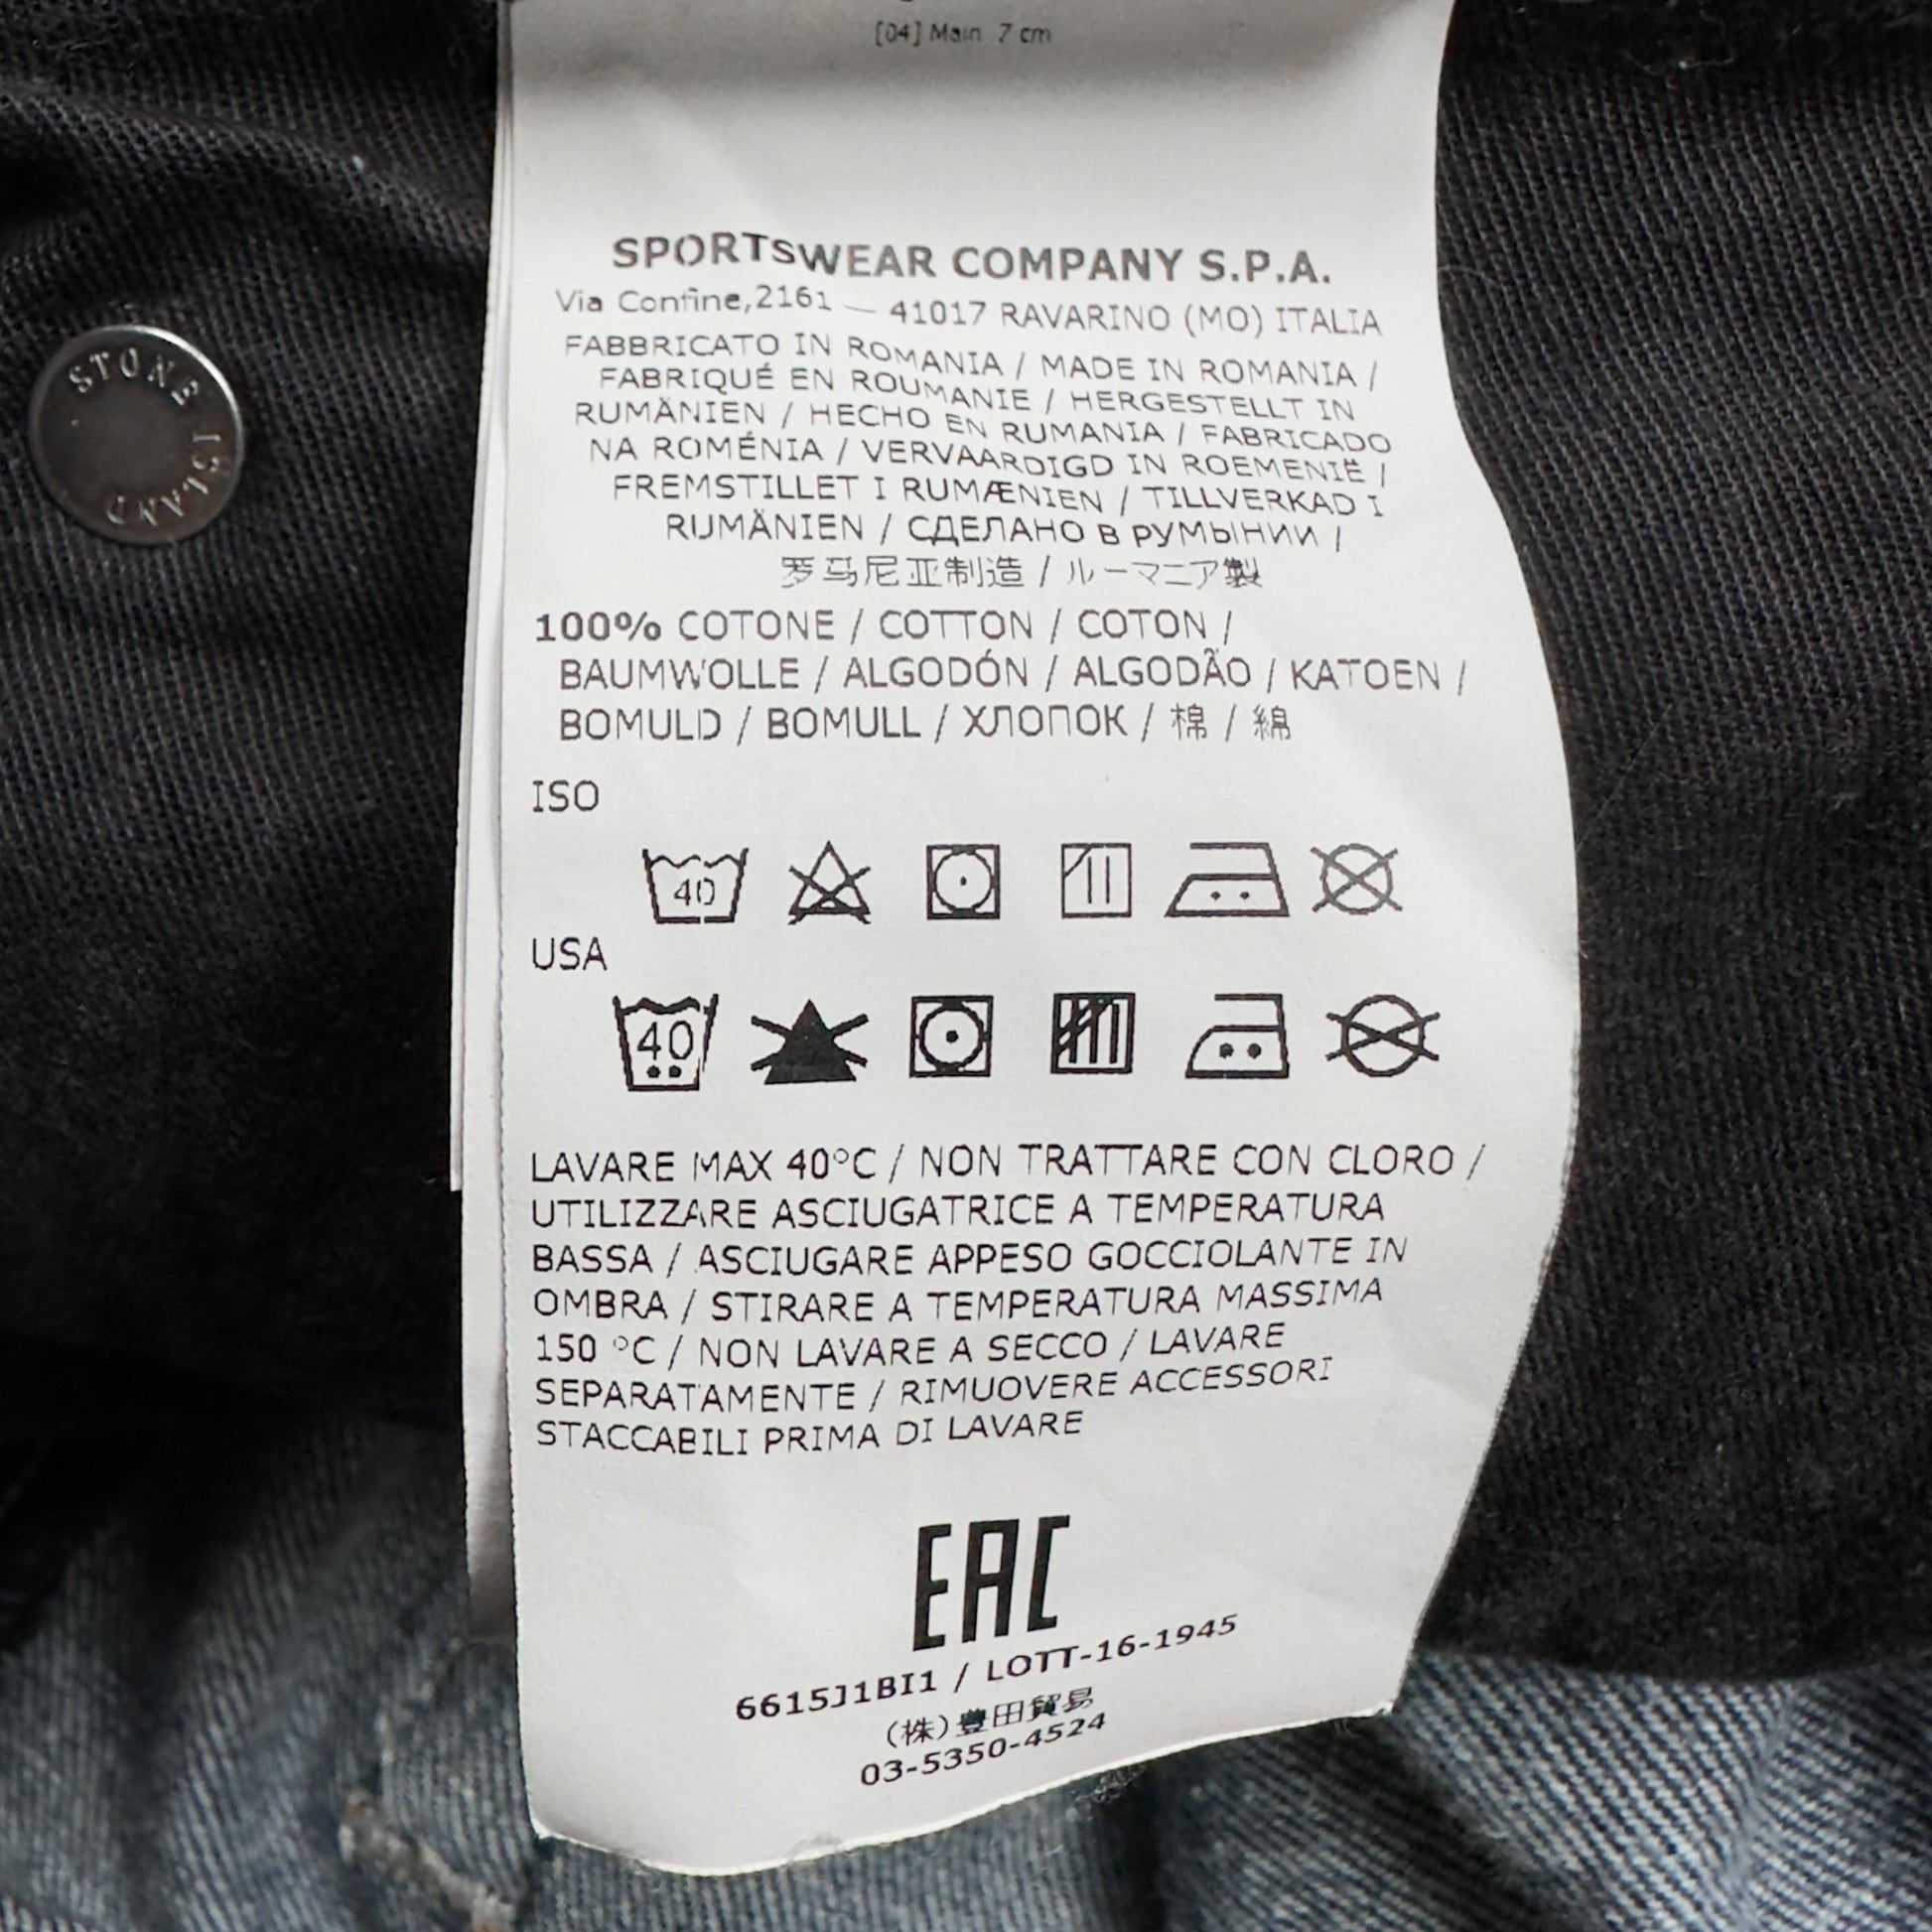 [04] Main 7 cm
SPORTSWEAR COMPANY S.P.A.
Via Confine,2161 — 41017 RAVARINO (MO) ITALIA
FABBRICATO IN ROMANIA / MADE IN ROMANIA /
FABRIQUÉ EN ROUMANIE / HERGESTELLT IN
RUMÄNIEN / HECHO EN RUMANIA / FABRICADO
NA ROMÉNIA / VERVAARDIGD IN ROEMENIË /
FREMSTILLET I RUMÆNIEN / TILLVERKAD I
RUMÄNIEN / СДЕЛАНО В РУМЫНИИ /
罗马尼亚制造 / ルーマニア製
100% COTONE / COTTON / COTON /
BAUMWOLLE / ALGODÓN / ALGODÃO / KATOEN /
BOMULD / BOMULL / ХЛОПОК / 棉 / 綿
ISO
40
USA
40
LAVARE MAX 40°C / NON TRATTARE CON CLORO /
UTILIZZARE ASCIUGATRICE A TEMPERATURA
BASSA / ASCIUGARE APPESO GOCCIOLANTE IN
OMBRA / STIRARE A TEMPERATURA MASSIMA
150 °C / NON LAVARE A SECCO / LAVARE
SEPARATAMENTE / RIMUOVERE ACCESSORI
STACCABILI PRIMA DI LAVARE
EAC
6615J1BI1 / LOTT-16-1945
(株)豊田貿易
03-5350-4524
STONE ISLAND